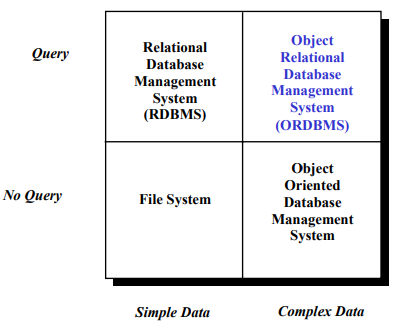 Query
Relational
Database
Management
System
(RDBMS)
Object
Relational
Database
Management
System
(ORDBMS)
No Query
File System
Object
Oriented
Database
Management
System
Simple Data
Complex Data